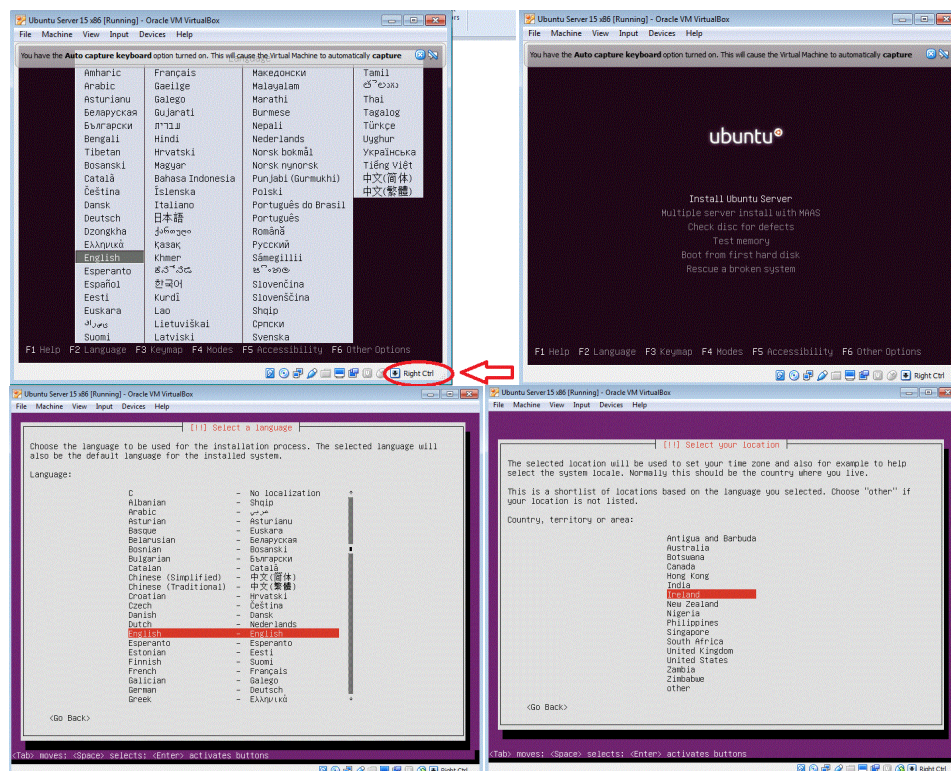 Ubuntu Server 15 x86 [Running] - Oracle VM VirtualBox
File Machine View Input Devices Help
You have the Auto capture keyboard option turned on. This will cause the Virtual Machine to automatically capture
Amharic Français Македонски Tamil
Arabic Gaeilge Malayalam
Asturianu Galego Marathi Thai
Беларуская Gujarati Burmese Tagalog
Български עברית Nepali Türkçe
Bengali Hindi Nederlands Uyghur
Tibetan Hrvatski Norsk bokmål Українська
Bosanski Magyar Norsk nynorsk Tiếng Việt
Català Bahasa Indonesia Punjabi (Gurmukhi) 中文(简体)
Čeština Íslenska Polski 中文(繁體)
Dansk Italiano Português do Brasil
Deutsch 日本語 Português
Dzongkha ქართული Română
Ελληνικά Қазақ Русский
English Khmer Sámegillii
Esperanto ಕನ್ನಡ
Español 한국어 Slovenčina
Eesti Kurdî Slovenščina
Euskara Lao Shqip
Lietuviškai Српски
Suomi Latviski Svenska
F1 Help F2 Language F3 Keymap F4 Modes F5 Accessibility F6 Other Options
Right Ctrl
Ubuntu Server 15 x86 [Running] - Oracle VM VirtualBox
File Machine View Input Devices Help
You have the Auto capture keyboard option turned on. This will cause the Virtual Machine to automatically capture
ubuntu
Install Ubuntu Server
Multiple server install with MAAS
Check disc for defects
Test memory
Boot from first hard disk
Rescue a broken system
F1 Help F2 Language F3 Keymap F4 Modes F5 Accessibility F6 Other Options
Right Ctrl
Ubuntu Server 15 x86 [Running] - Oracle VM VirtualBox
File Machine View Input Devices Help
[!!] Select a language
Choose the language to be used for the installation process. The selected language will
also be the default language for the installed system.
Language:
C - No localization
Albanian - Shqip
Arabic - عربي
Asturian - Asturianu
Basque - Euskara
Belarusian - Беларуская
Bosnian - Bosanski
Bulgarian - Български
Catalan - Català
Chinese (Simplified) - 中文(简体)
Chinese (Traditional) - 中文(繁體)
Croatian - Hrvatski
Czech - Čeština
Danish - Dansk
Dutch - Nederlands
English - English
Esperanto - Esperanto
Estonian - Eesti
Finnish - Suomi
French - Français
Galician - Galego
German - Deutsch
Greek - Ελληνικά
<Go Back>
<Tab> moves; <Space> selects; <Enter> activates buttons
Right Ctrl
Ubuntu Server 15 x86 [Running] - Oracle VM VirtualBox
File Machine View Input Devices Help
[!!] Select your location
The selected location will be used to set your time zone and also for example to help
select the system locale. Normally this should be the country where you live.
This is a shortlist of locations based on the language you selected. Choose "other" if
your location is not listed.
Country, territory or area:
Antigua and Barbuda
Australia
Botswana
Canada
Hong Kong
India
Ireland
New Zealand
Nigeria
Philippines
Singapore
South Africa
United Kingdom
United States
Zambia
Zimbabwe
other
<Go Back>
<Tab> moves; <Space> selects; <Enter> activates buttons
Right Ctrl